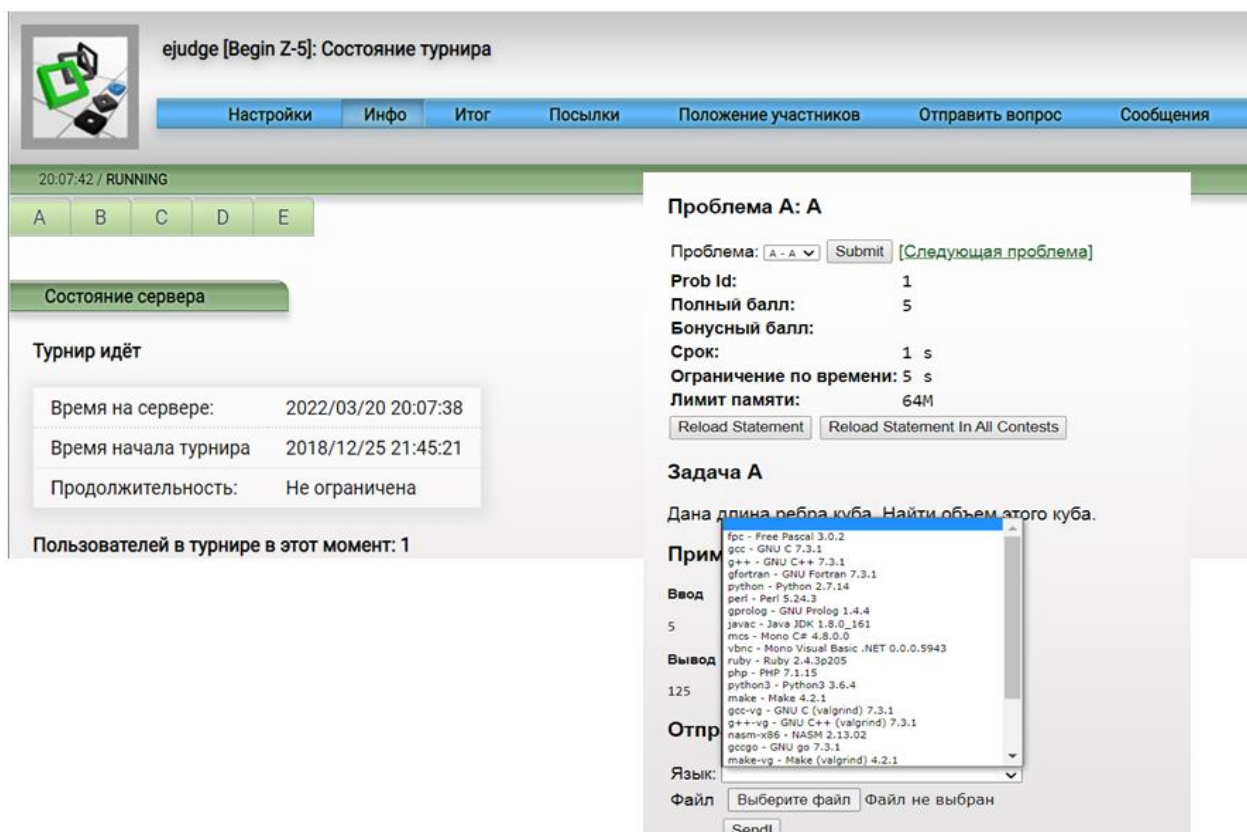 ejudge [Begin Z-5]: Состояние турнира
Настройки Инфо Итог Посылки Положение участников Отправить вопрос Сообщения
20:07:42 / RUNNING
A B C D E
Состояние сервера
Турнир идёт
Время на сервере: 2022/03/20 20:07:38
Время начала турнира 2018/12/25 21:45:21
Продолжительность: Не ограничена
Пользователей в турнире в этот момент: 1
Проблема A: A
Проблема: A - A Submit [Следующая проблема]
Prob Id: 1
Полный балл: 5
Бонусный балл:
Срок: 1 s
Ограничение по времени: 5 s
Лимит памяти: 64M
Reload Statement Reload Statement In All Contests
Задача A
Дана длина ребра куба. Найти объем этого куба.
Прим
Ввод
5
Вывод
125
Отпр
fpc - Free Pascal 3.0.2
gcc - GNU C 7.3.1
g++ - GNU C++ 7.3.1
gfortran - GNU Fortran 7.3.1
python - Python 2.7.14
perl - Perl 5.24.3
gprolog - GNU Prolog 1.4.4
javac - Java JDK 1.8.0_161
mcs - Mono C# 4.8.0.0
vbnc - Mono Visual Basic .NET 0.0.0.5943
ruby - Ruby 2.4.3p205
php - PHP 7.1.15
python3 - Python3 3.6.4
make - Make 4.2.1
gcc-vg - GNU C (valgrind) 7.3.1
g++-vg - GNU C++ (valgrind) 7.3.1
nasm-x86 - NASM 2.13.02
gccgo - GNU go 7.3.1
make-vg - Make (valgrind) 4.2.1
Язык:
Файл Выберите файл Файл не выбран
Send!